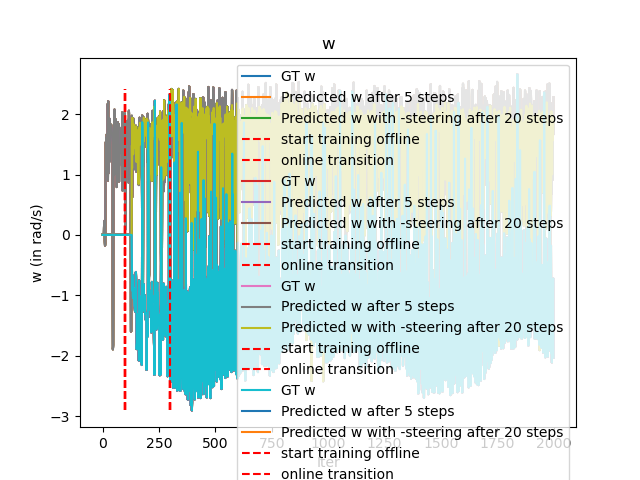 w
w (in rad/s)
2
1
0
−1
−2
−3
GT w
Predicted w after 5 steps
Predicted w with -steering after 20 steps
start training offline
online transition
GT w
Predicted w after 5 steps
Predicted w with -steering after 20 steps
start training offline
online transition
GT w
Predicted w after 5 steps
Predicted w with -steering after 20 steps
start training offline
online transition
GT w
Predicted w after 5 steps
Predicted w with -steering after 20 steps
start training offline
online transition
0 250 500 750 1000 1250 1500 1750 2000
iter